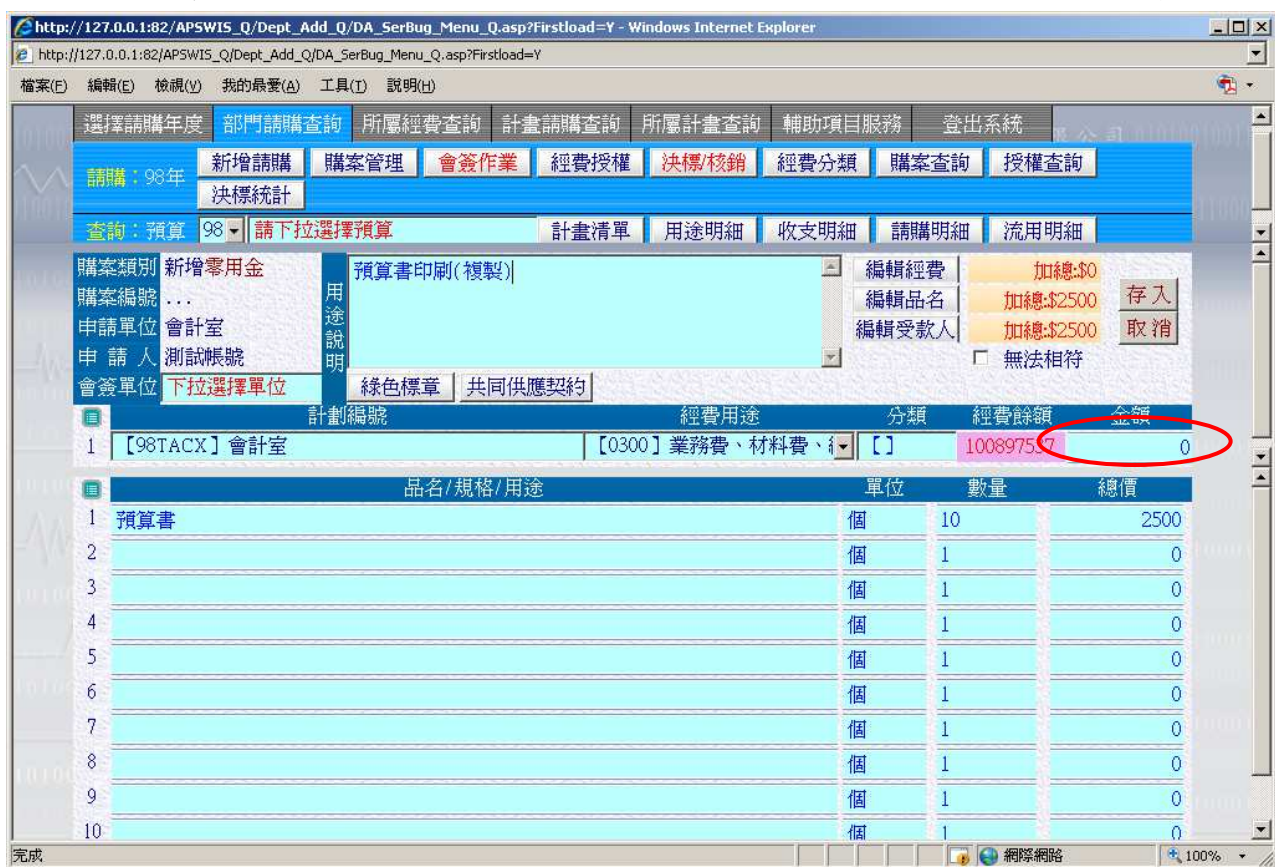 http://127.0.0.1:82/APSWIS_Q/Dept_Add_Q/DA_SerBug_Menu_Q.asp?Firstload=Y - Windows Internet Explorer
http://127.0.0.1:82/APSWIS_Q/Dept_Add_Q/DA_SerBug_Menu_Q.asp?Firstload=Y
檔案(F) 編輯(E) 檢視(V) 我的最愛(A) 工具(T) 說明(H)
選擇請購年度 部門請購查詢 所屬經費查詢 計畫請購查詢 所屬計畫查詢 輔助項目服務 登出系統
請購：98年 新增請購 購案管理 會簽作業 經費授權 決標/核銷 經費分類 購案查詢 授權查詢
決標統計
查詢：預算 98 請下拉選擇預算 計畫清單 用途明細 收支明細 請購明細 流用明細
購案類別 新增零用金 用途說明 預算書印刷(複製) 編輯經費 加總:$0
購案編號 ... 編輯品名 加總:$2500 存入
申請單位 會計室 編輯受款人 加總:$2500 取消
申 請 人 測試帳號 無法相符
會簽單位 下拉選擇單位 綠色標章 共同供應契約
計劃編號 經費用途 分類 經費餘額 金額
1 【98TACX】會計室 【0300】業務費、材料費、 【】 100897537 0
品名/規格/用途 單位 數量 總價
1 預算書 個 10 2500
2 個 1 0
3 個 1 0
4 個 1 0
5 個 1 0
6 個 1 0
7 個 1 0
8 個 1 0
9 個 1 0
10 個 1 0
完成 網際網路 100%